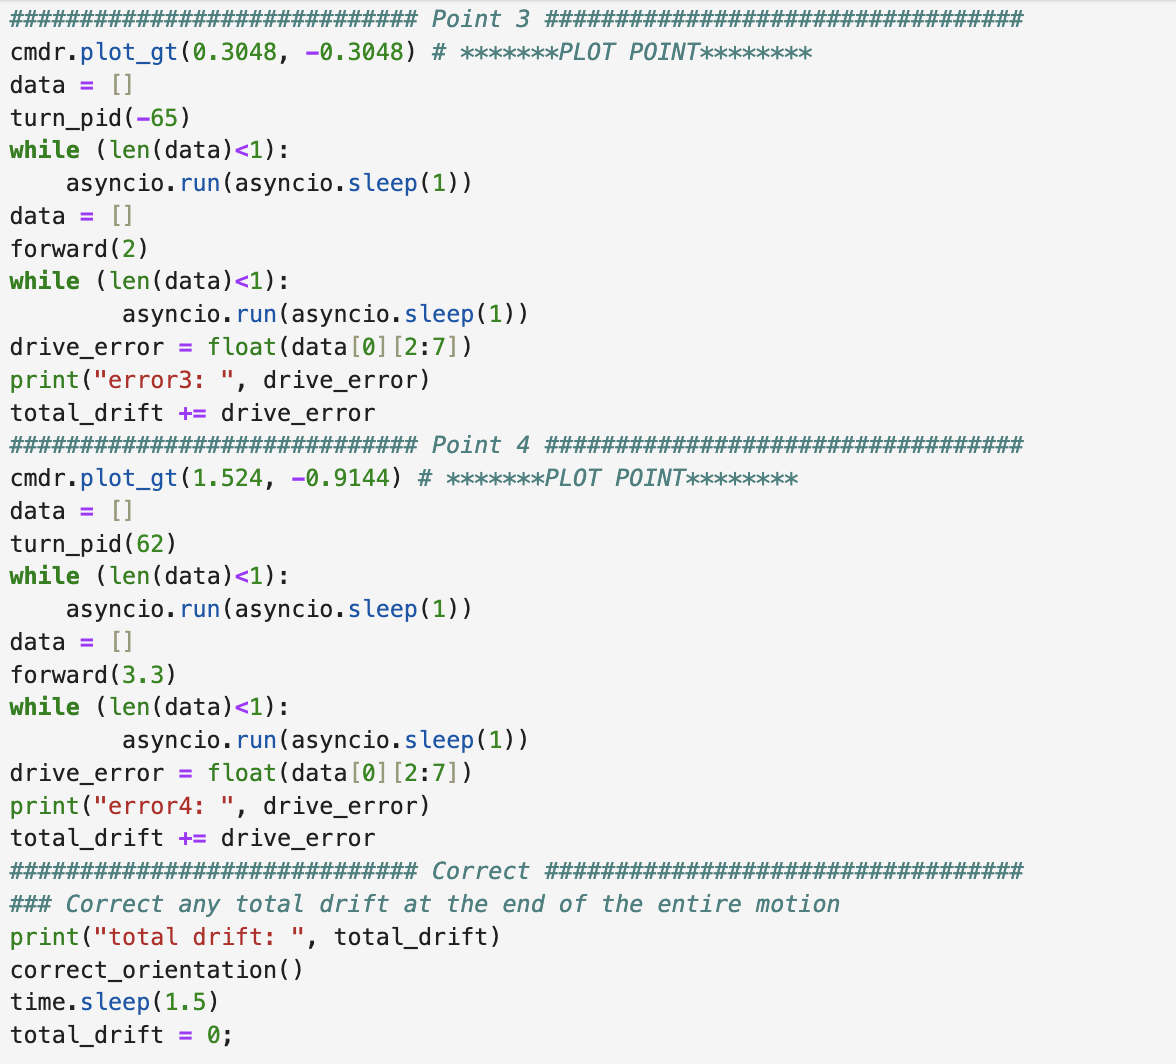 ############################# Point 3 ##################################
cmdr.plot_gt(0.3048, -0.3048) # *******PLOT POINT********
data = []
turn_pid(-65)
while (len(data)<1):
    asyncio.run(asyncio.sleep(1))
data = []
forward(2)
while (len(data)<1):
        asyncio.run(asyncio.sleep(1))
drive_error = float(data[0][2:7])
print("error3: ", drive_error)
total_drift += drive_error
############################# Point 4 ##################################
cmdr.plot_gt(1.524, -0.9144) # *******PLOT POINT********
data = []
turn_pid(62)
while (len(data)<1):
    asyncio.run(asyncio.sleep(1))
data = []
forward(3.3)
while (len(data)<1):
        asyncio.run(asyncio.sleep(1))
drive_error = float(data[0][2:7])
print("error4: ", drive_error)
total_drift += drive_error
############################# Correct ##################################
### Correct any total drift at the end of the entire motion
print("total drift: ", total_drift)
correct_orientation()
time.sleep(1.5)
total_drift = 0;